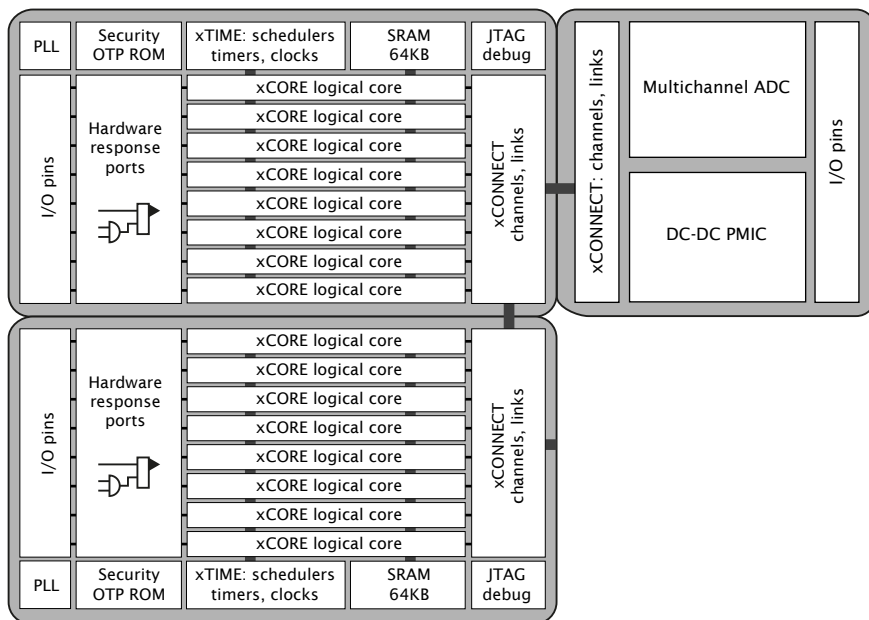 PLL
Security
OTP ROM
xTIME: schedulers
timers, clocks
SRAM
64KB
JTAG
debug
I/O pins
Hardware
response
ports
xCORE logical core
xCORE logical core
xCORE logical core
xCORE logical core
xCORE logical core
xCORE logical core
xCORE logical core
xCORE logical core
xCONNECT
channels, links
xCONNECT: channels, links
Multichannel ADC
DC-DC PMIC
I/O pins
I/O pins
Hardware
response
ports
xCORE logical core
xCORE logical core
xCORE logical core
xCORE logical core
xCORE logical core
xCORE logical core
xCORE logical core
xCORE logical core
xCONNECT
channels, links
PLL
Security
OTP ROM
xTIME: schedulers
timers, clocks
SRAM
64KB
JTAG
debug